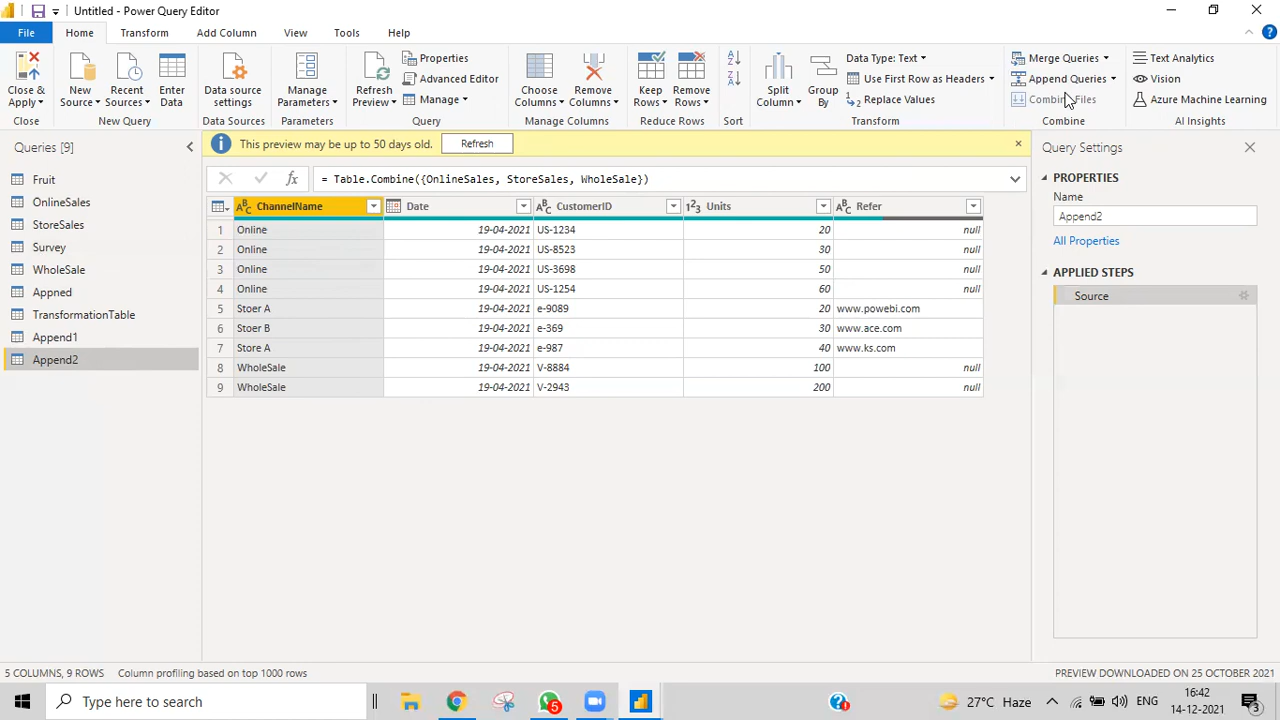 Untitled - Power Query Editor
File Home Transform Add Column View Tools Help
Close & Apply
New Source
Recent Sources
Enter Data
Data source settings
Manage Parameters
Refresh Preview
Properties
Advanced Editor
Manage
Choose Columns
Remove Columns
Keep Rows
Remove Rows
Split Column
Group By
Data Type: Text
Use First Row as Headers
Replace Values
Merge Queries
Append Queries
Combine Files
Text Analytics
Vision
Azure Machine Learning
Close New Query Data Sources Parameters Query Manage Columns Reduce Rows Sort Transform Combine AI Insights
Queries [9]
Fruit
OnlineSales
StoreSales
Survey
WholeSale
Appned
TransformationTable
Append1
Append2
This preview may be up to 50 days old. Refresh
= Table.Combine({OnlineSales, StoreSales, WholeSale})
ChannelName Date CustomerID Units Refer
1 Online 19-04-2021 US-1234 20 null
2 Online 19-04-2021 US-8523 30 null
3 Online 19-04-2021 US-3698 50 null
4 Online 19-04-2021 US-1254 60 null
5 Stoer A 19-04-2021 e-9089 20 www.powebi.com
6 Stoer B 19-04-2021 e-369 30 www.ace.com
7 Store A 19-04-2021 e-987 40 www.ks.com
8 WholeSale 19-04-2021 V-8884 100 null
9 WholeSale 19-04-2021 V-2943 200 null
Query Settings
PROPERTIES
Name
Append2
All Properties
APPLIED STEPS
Source
5 COLUMNS, 9 ROWS Column profiling based on top 1000 rows
PREVIEW DOWNLOADED ON 25 OCTOBER 2021
Type here to search
5
27°C Haze
ENG
16:42
14-12-2021
3